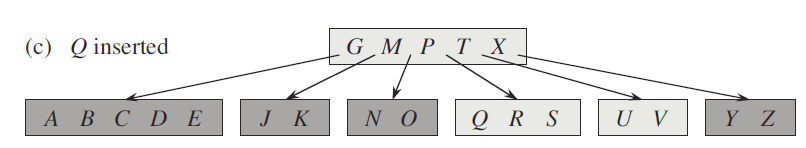 (c) Q inserted
G M P T X
A B C D E J K N O Q R S U V Y Z